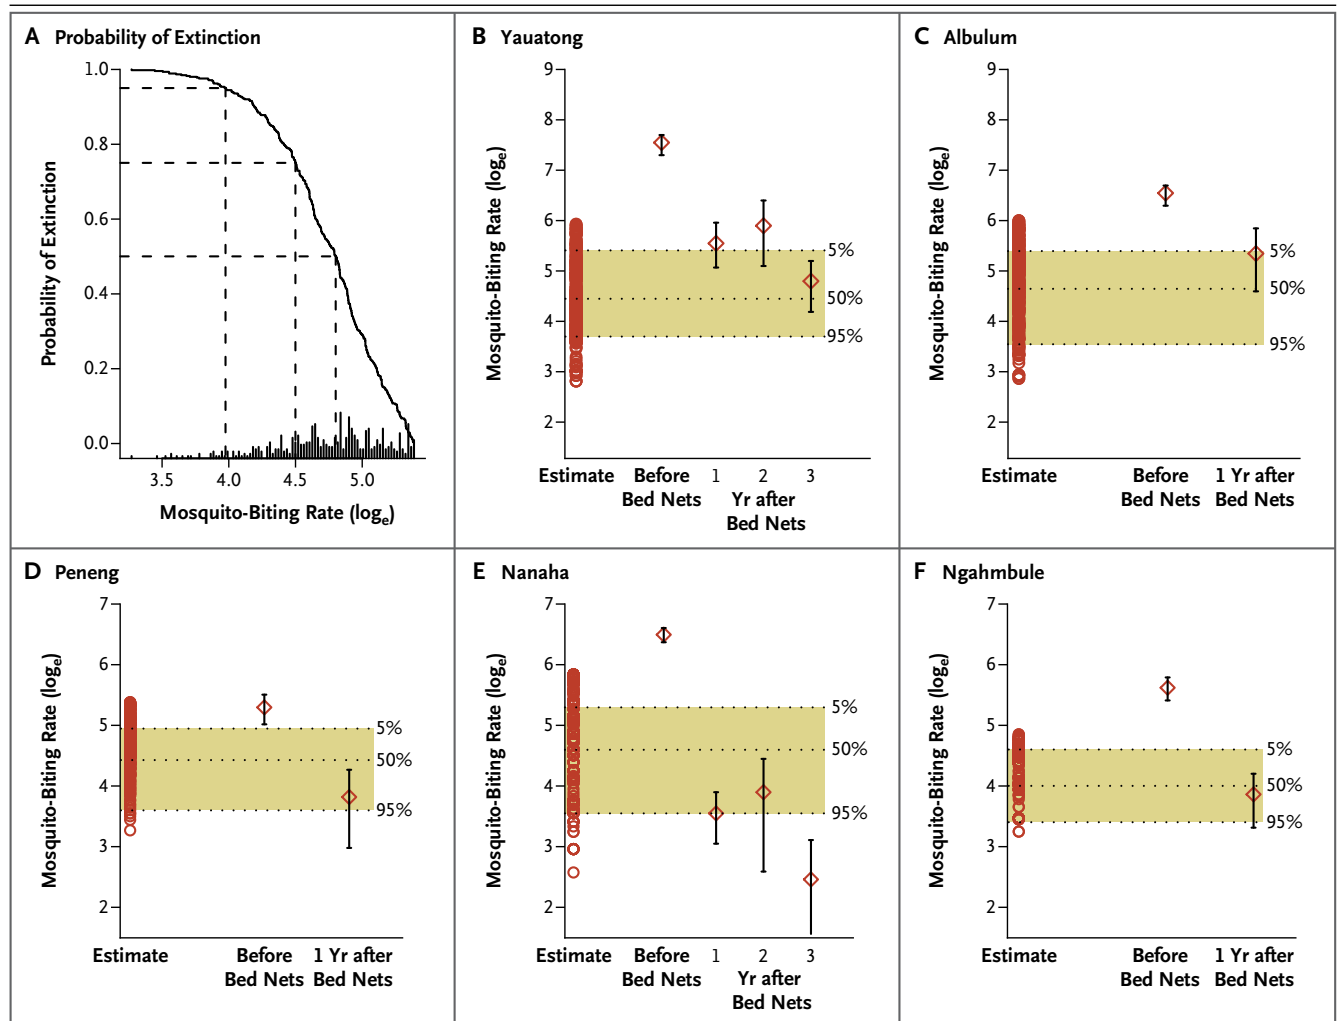 A Probability of Extinction
Probability of Extinction
1.0
0.8
0.6
0.4
0.2
0.0
3.5 4.0 4.5 5.0
Mosquito-Biting Rate (logₑ)
B Yauatong
Mosquito-Biting Rate (logₑ)
9
8
7
6
5
4
3
2
5%
50%
95%
Estimate Before Bed Nets 1 2 3
Yr after
Bed Nets
C Albulum
Mosquito-Biting Rate (logₑ)
9
8
7
6
5
4
3
2
5%
50%
95%
Estimate Before 1 Yr after
Bed Nets Bed Nets
D Peneng
Mosquito-Biting Rate (logₑ)
7
6
5
4
3
2
5%
50%
95%
Estimate Before 1 Yr after
Bed Nets Bed Nets
E Nanaha
Mosquito-Biting Rate (logₑ)
7
6
5
4
3
2
5%
50%
95%
Estimate Before Bed Nets 1 2 3
Yr after
Bed Nets
F Ngahmbule
Mosquito-Biting Rate (logₑ)
7
6
5
4
3
2
5%
50%
95%
Estimate Before 1 Yr after
Bed Nets Bed Nets